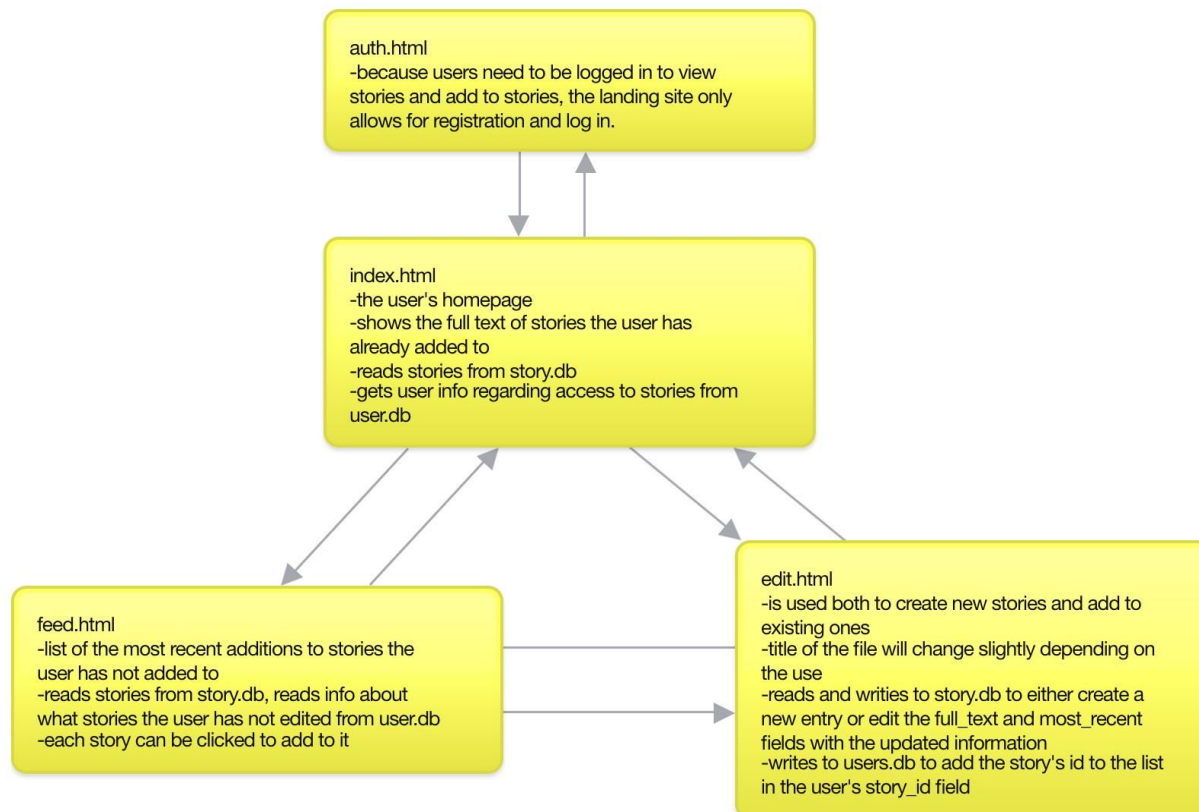 auth.html
-because users need to be logged in to view
stories and add to stories, the landing site only
allows for registration and log in.
index.html
-the user's homepage
-shows the full text of stories the user has
already added to
-reads stories from story.db
-gets user info regarding access to stories from
user.db
feed.html
-list of the most recent additions to stories the
user has not added to
-reads stories from story.db, reads info about
what stories the user has not edited from user.db
-each story can be clicked to add to it
edit.html
-is used both to create new stories and add to
existing ones
-title of the file will change slightly depending on
the use
-reads and writies to story.db to either create a
new entry or edit the full_text and most_recent
fields with the updated information
-writes to users.db to add the story's id to the list
in the user's story_id field